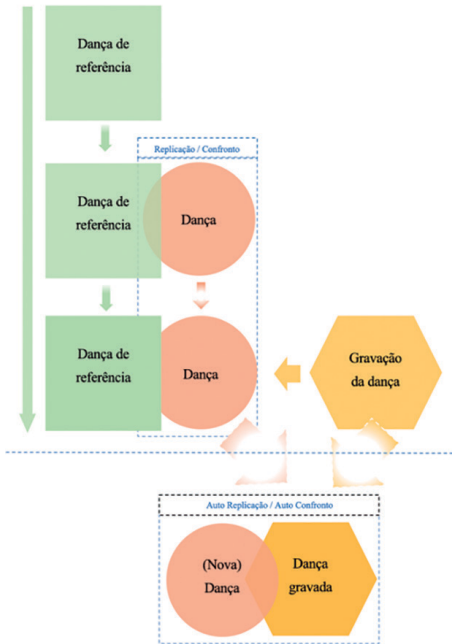 Dança de
referência
Replicação / Confronto
Dança de
referência
Dança
Dança de
referência
Dança
Gravação
da dança
Auto Replicação / Auto Confronto
(Nova)
Dança
Dança
gravada